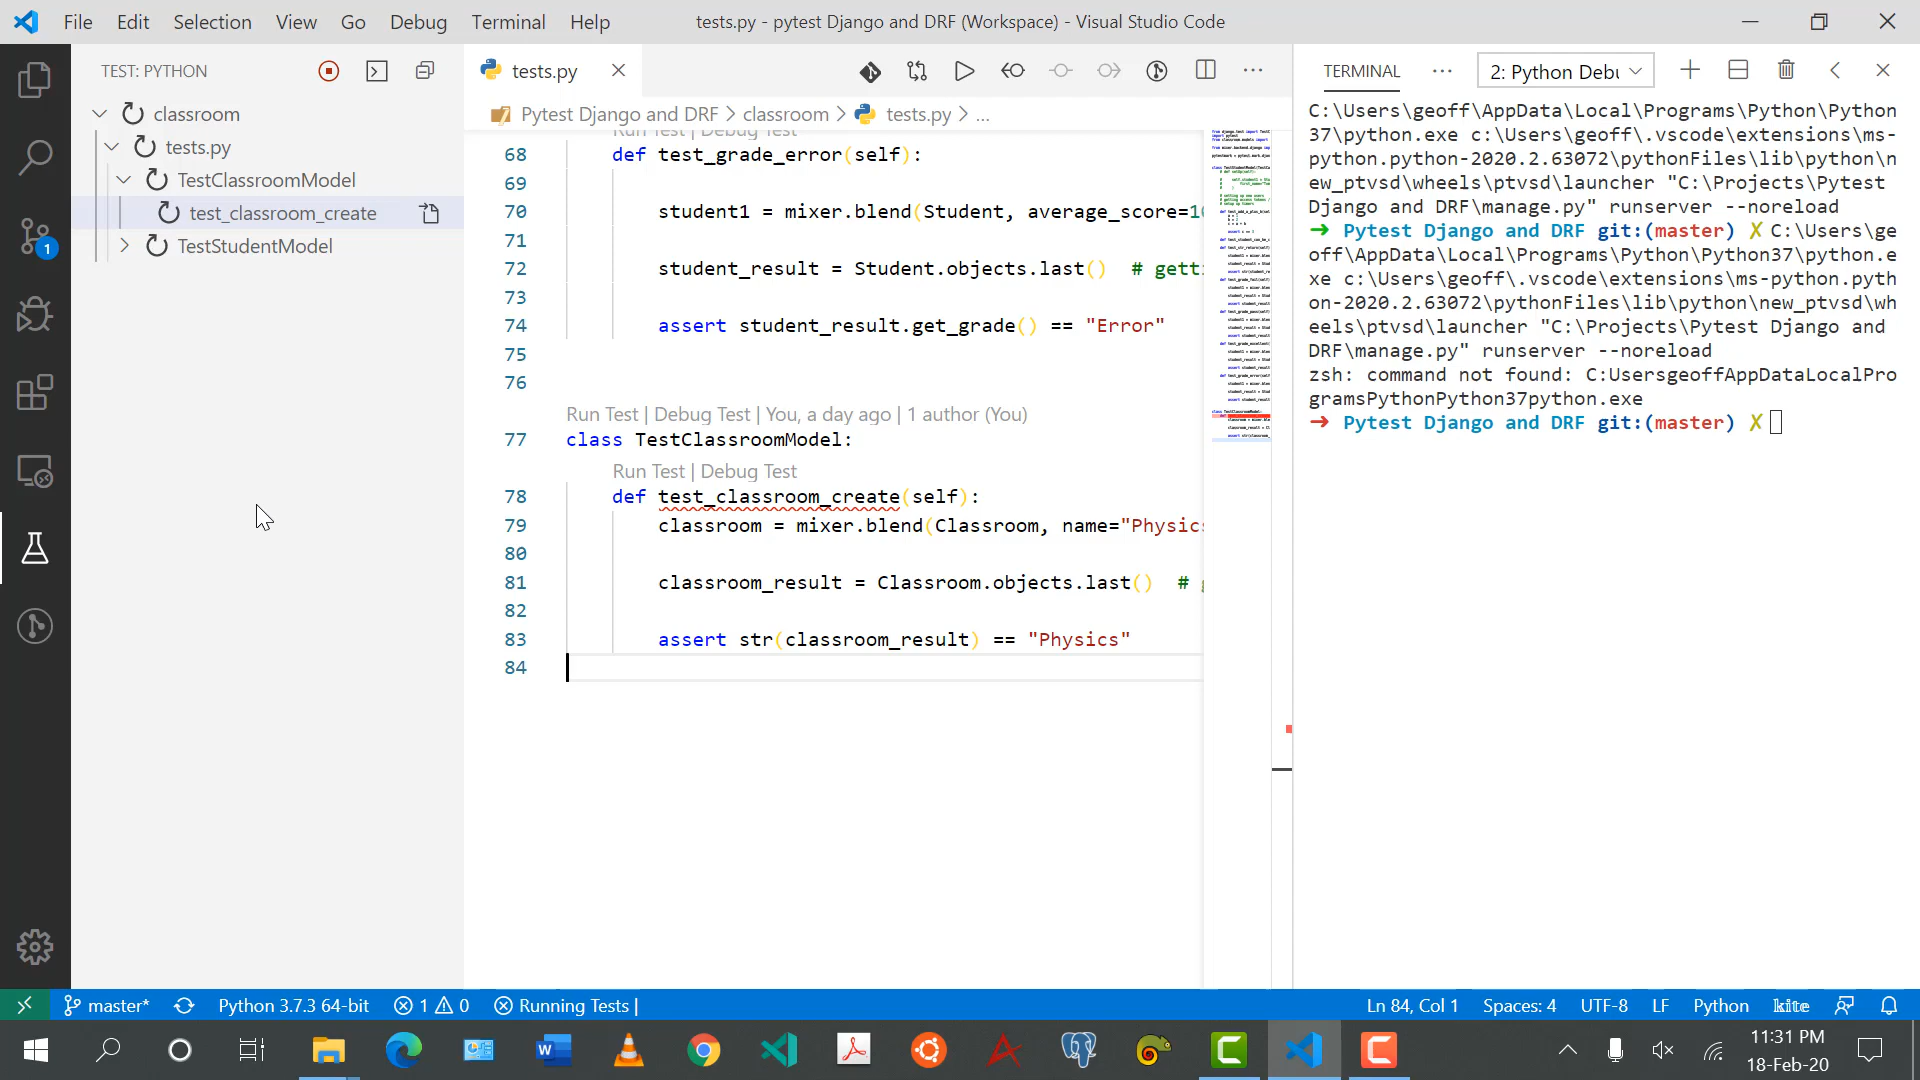 File Edit Selection View Go Debug Terminal Help tests.py - pytest Django and DRF (Workspace) - Visual Studio Code
TEST: PYTHON
classroom
tests.py
TestClassroomModel
test_classroom_create
TestStudentModel
1
tests.py
Pytest Django and DRF > classroom > tests.py > ...
Run Test | Debug Test
68 def test_grade_error(self):
69
70 student1 = mixer.blend(Student, average_score=10
71
72 student_result = Student.objects.last() # getti
73
74 assert student_result.get_grade() == "Error"
75
76
Run Test | Debug Test | You, a day ago | 1 author (You)
77 class TestClassroomModel:
Run Test | Debug Test
78 def test_classroom_create(self):
79 classroom = mixer.blend(Classroom, name="Physics
80
81 classroom_result = Classroom.objects.last() # g
82
83 assert str(classroom_result) == "Physics"
84
TERMINAL ... 2: Python Debu
C:\Users\geoff\AppData\Local\Programs\Python\Python
37\python.exe c:\Users\geoff\.vscode\extensions\ms-
python.python-2020.2.63072\pythonFiles\lib\python\n
ew_ptvsd\wheels\ptvsd\launcher "C:\Projects\Pytest
Django and DRF\manage.py" runserver --noreload
➜ Pytest Django and DRF git:(master) ✗ C:\Users\ge
off\AppData\Local\Programs\Python\Python37\python.e
xe c:\Users\geoff\.vscode\extensions\ms-python.pyth
on-2020.2.63072\pythonFiles\lib\python\new_ptvsd\wh
eels\ptvsd\launcher "C:\Projects\Pytest Django and
DRF\manage.py" runserver --noreload
zsh: command not found: C:UsersgeoffAppDataLocalPro
gramsPythonPython37python.exe
➜ Pytest Django and DRF git:(master) ✗
master* Python 3.7.3 64-bit 1 0 Running Tests | Ln 84, Col 1 Spaces: 4 UTF-8 LF Python kite
11:31 PM
18-Feb-20